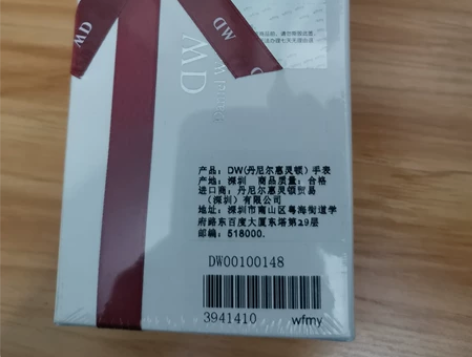 DW
DW
DW
产品：DW(丹尼尔惠灵顿）手表
产地：深圳 商品质量：合格
进口商：丹尼尔惠灵顿贸易
（深圳）有限公司
地址：深圳市南山区粤海街道学
府路东百度大厦东塔第29层
邮编：518000.
DW00100148
3941410
wfmy